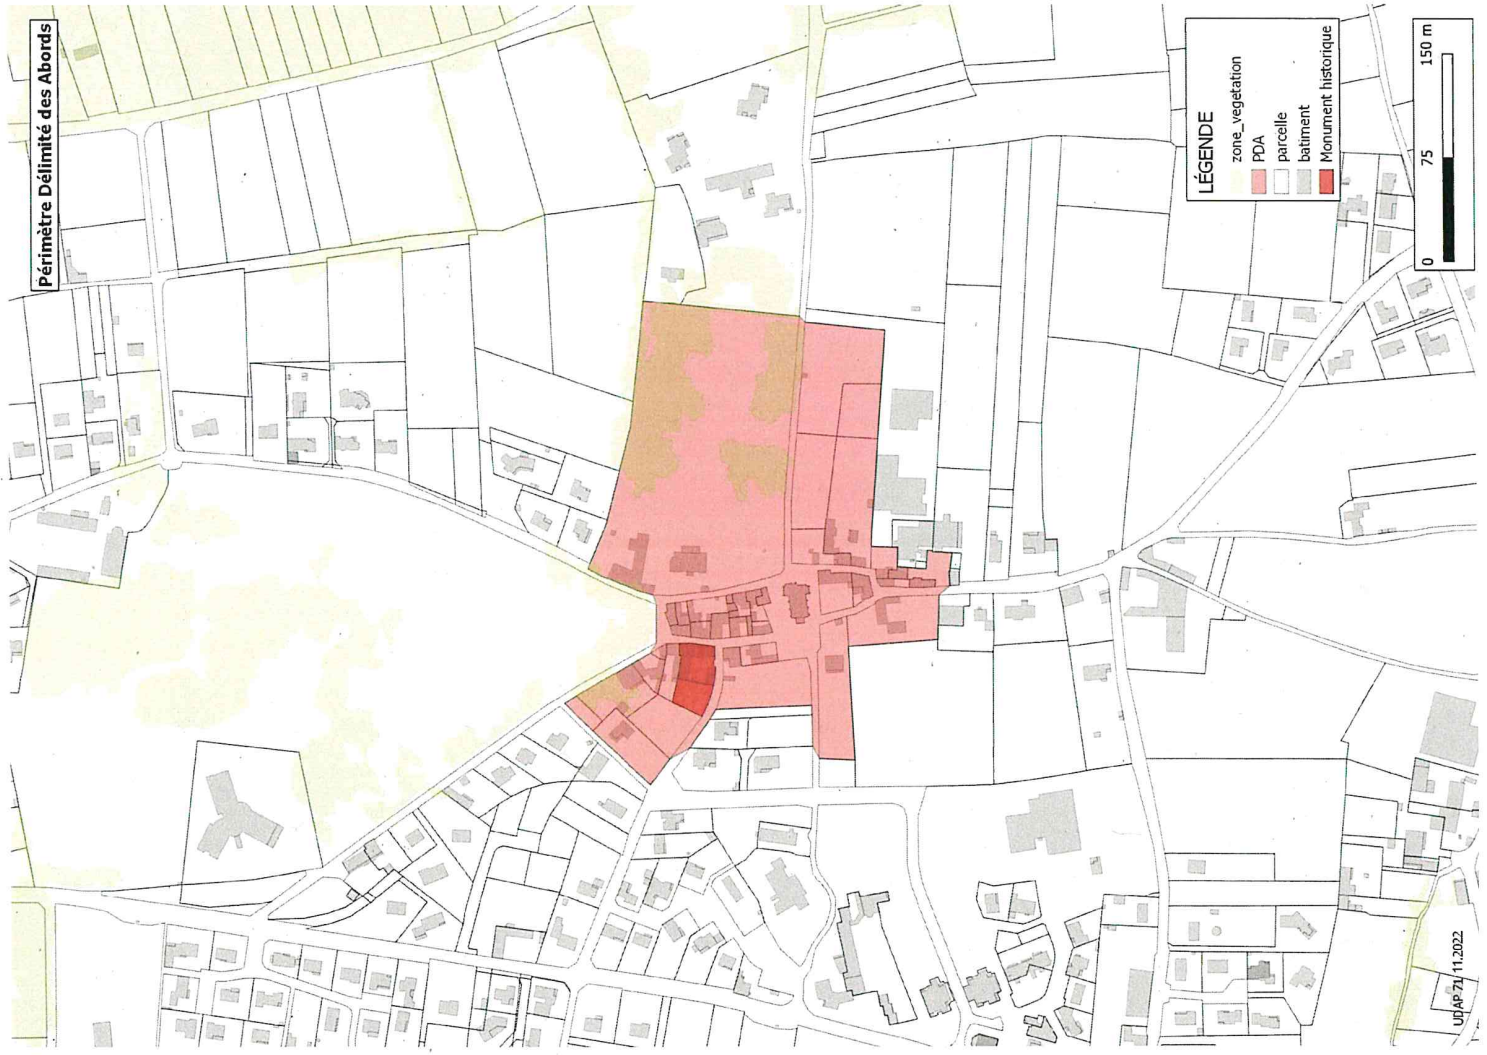 Périmètre Délimité des Abords
LÉGENDE
zone_vegetation
PDA
parcelle
batiment
Monument historique
0 75 150 m
UDAP 71 11.2022